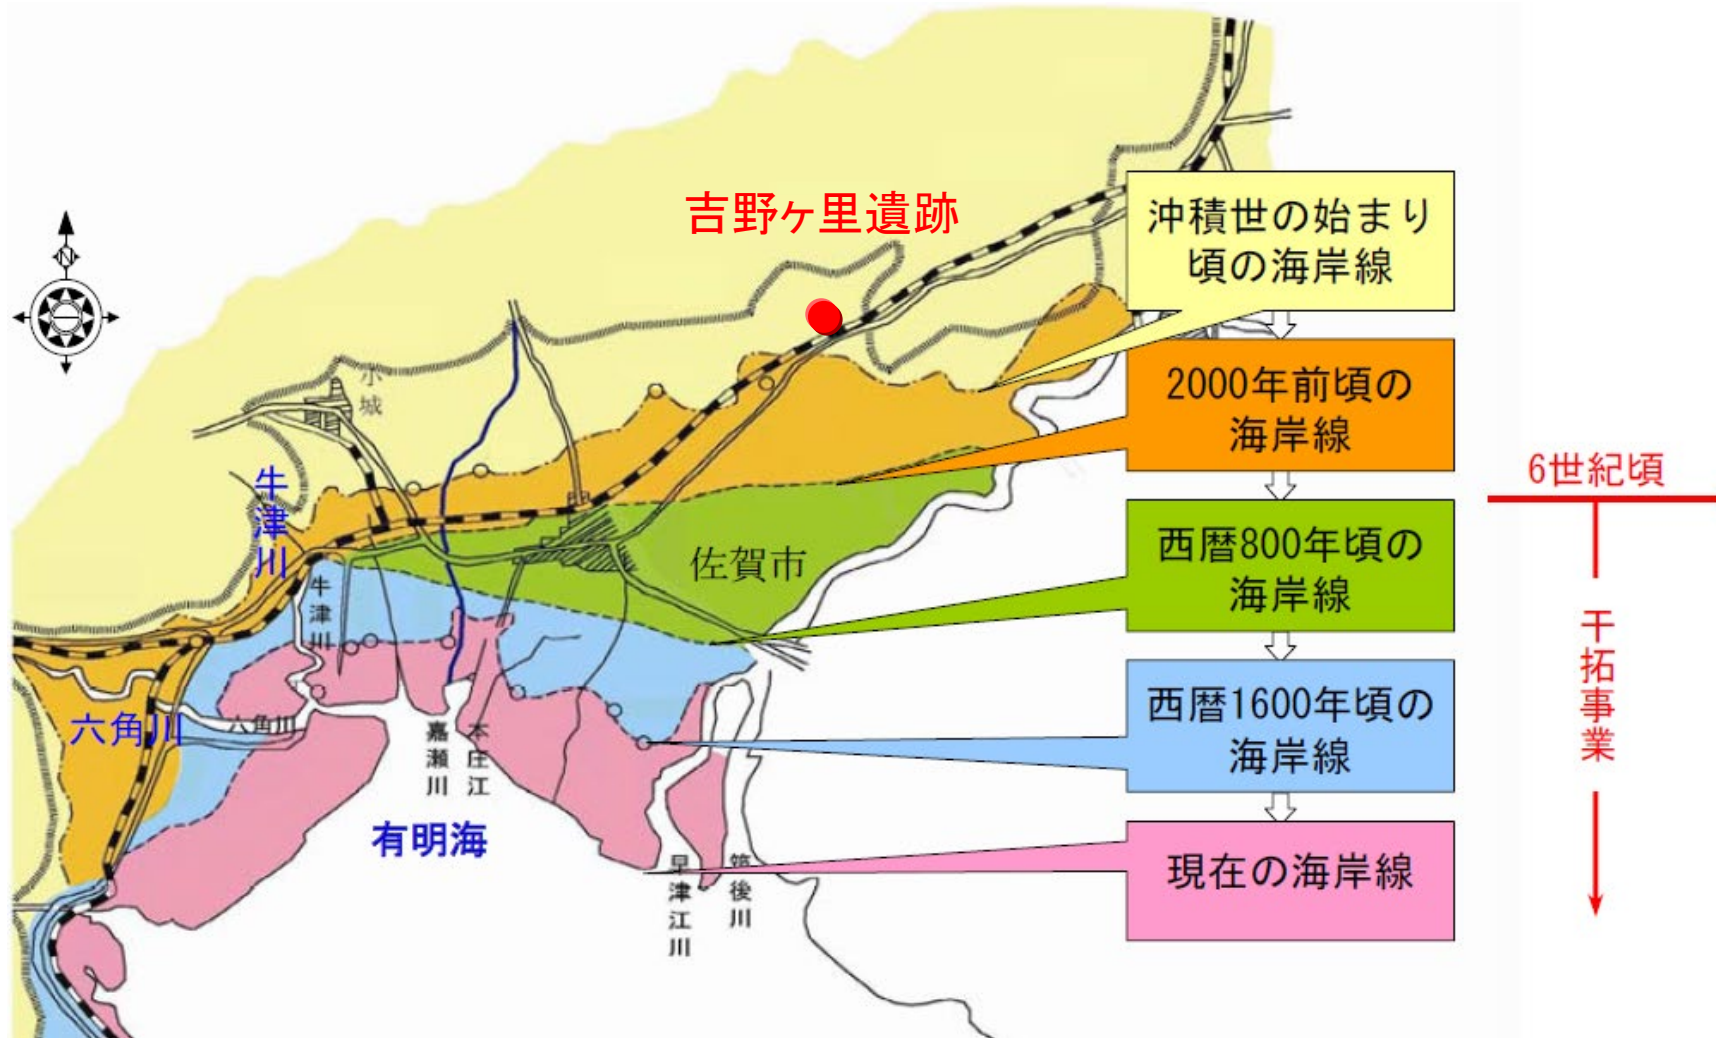 N
吉野ヶ里遺跡
沖積世の始まり
頃の海岸線
2000年前頃の
海岸線
西暦800年頃の
海岸線
西暦1600年頃の
海岸線
現在の海岸線
6世紀頃
干拓事業
小城
牛津川
牛津川
佐賀市
六角川
六角川
嘉瀬川
本庄江
有明海
早津江川
筑後川